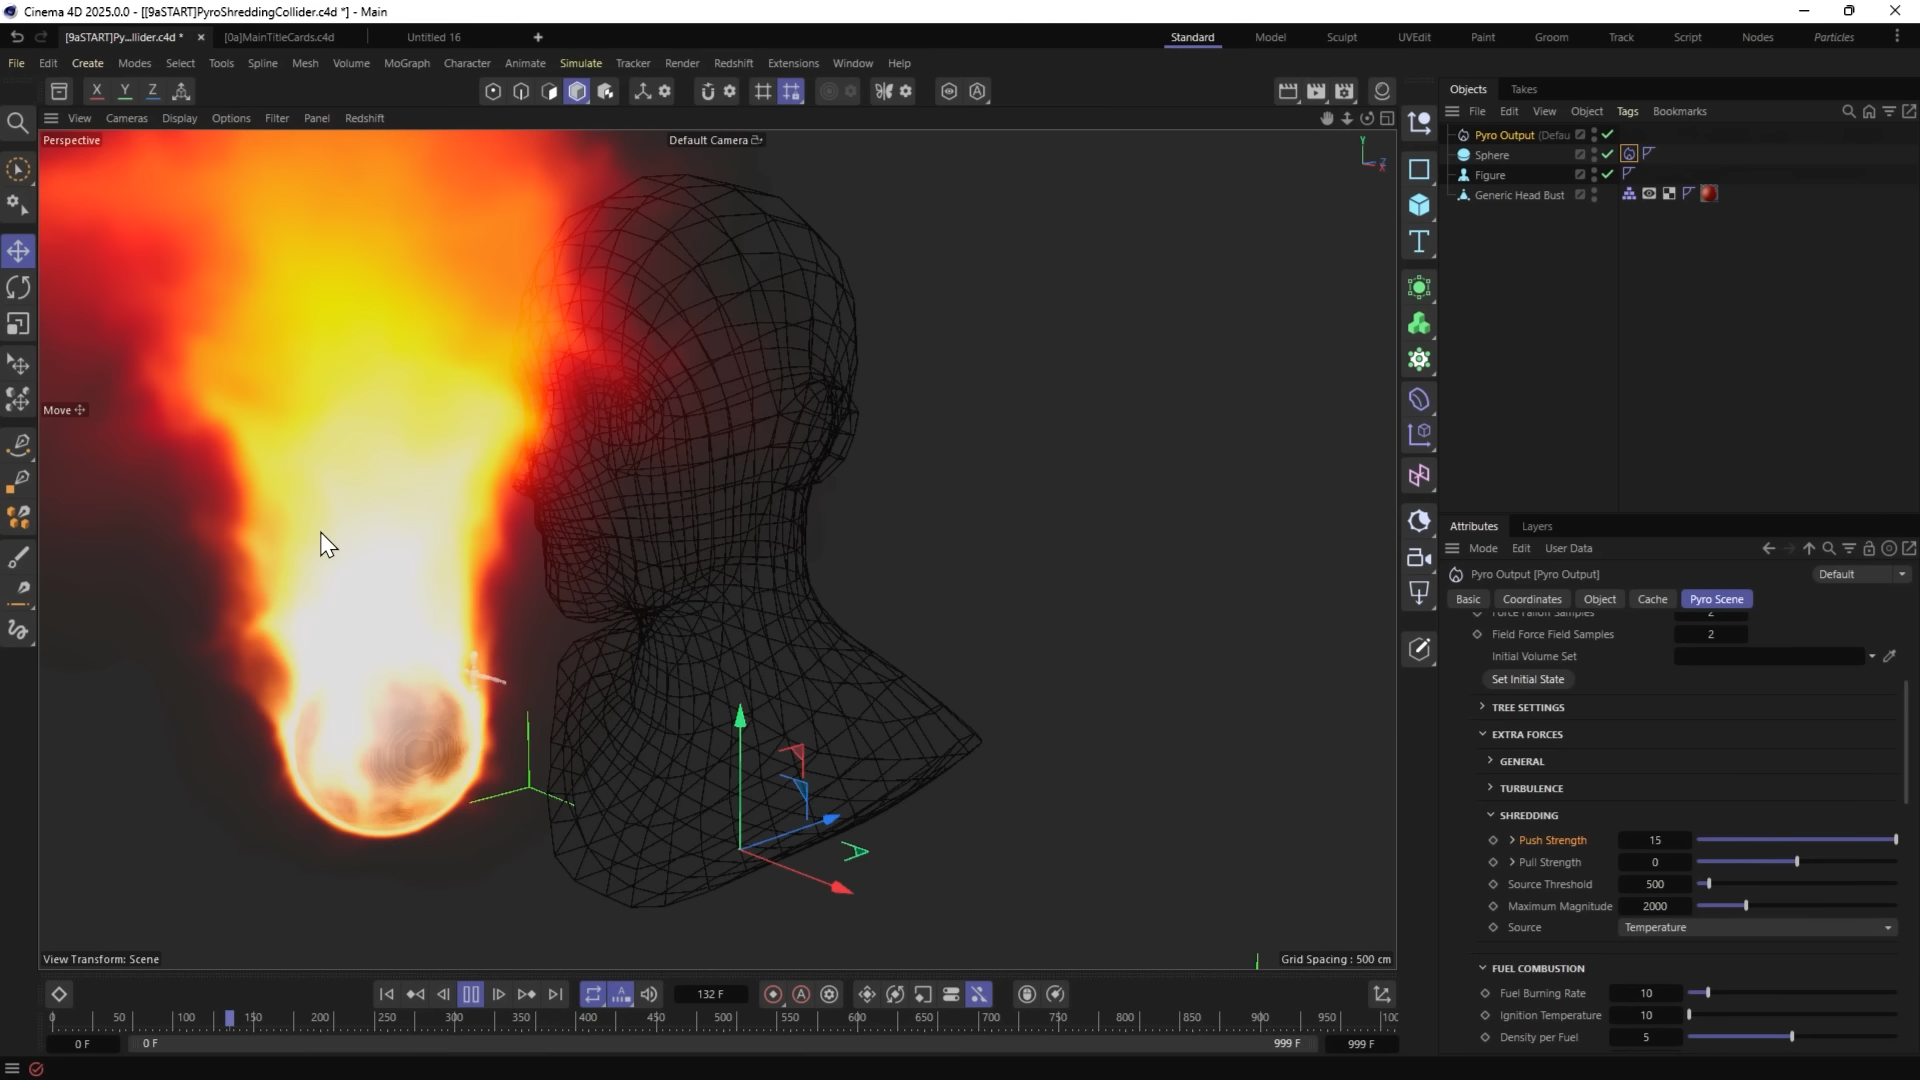 Cinema 4D 2025.0.0 - [[9aSTART]PyroShreddingCollider.c4d *] - Main
[9aSTART]Py...llider.c4d *
[0a]MainTitleCards.c4d
Untitled 16
Standard Model Sculpt UVEdit Paint Groom Track Script Nodes Particles
File Edit Create Modes Select Tools Spline Mesh Volume MoGraph Character Animate Simulate Tracker Render Redshift Extensions Window Help
X Y Z
Objects Takes
View Cameras Display Options Filter Panel Redshift
File Edit View Object Tags Bookmarks
Perspective
Default Camera
Y
Z
X
Pyro Output (Defau
Sphere
Figure
Generic Head Bust
Move
Attributes Layers
Mode Edit User Data
Pyro Output [Pyro Output]
Default
Basic Coordinates Object Cache Pyro Scene
Force Falloff Samples 2
Field Force Field Samples 2
Initial Volume Set
Set Initial State
TREE SETTINGS
EXTRA FORCES
GENERAL
TURBULENCE
SHREDDING
Push Strength 15
Pull Strength 0
Source Threshold 500
Maximum Magnitude 2000
Source Temperature
FUEL COMBUSTION
Fuel Burning Rate 10
Ignition Temperature 10
Density per Fuel 5
View Transform: Scene
Grid Spacing : 500 cm
132 F
0 50 100 150 200 250 300 350 400 450 500 550 600 650 700 750 800 850 900 950 100
0 F
0 F
999 F
999 F